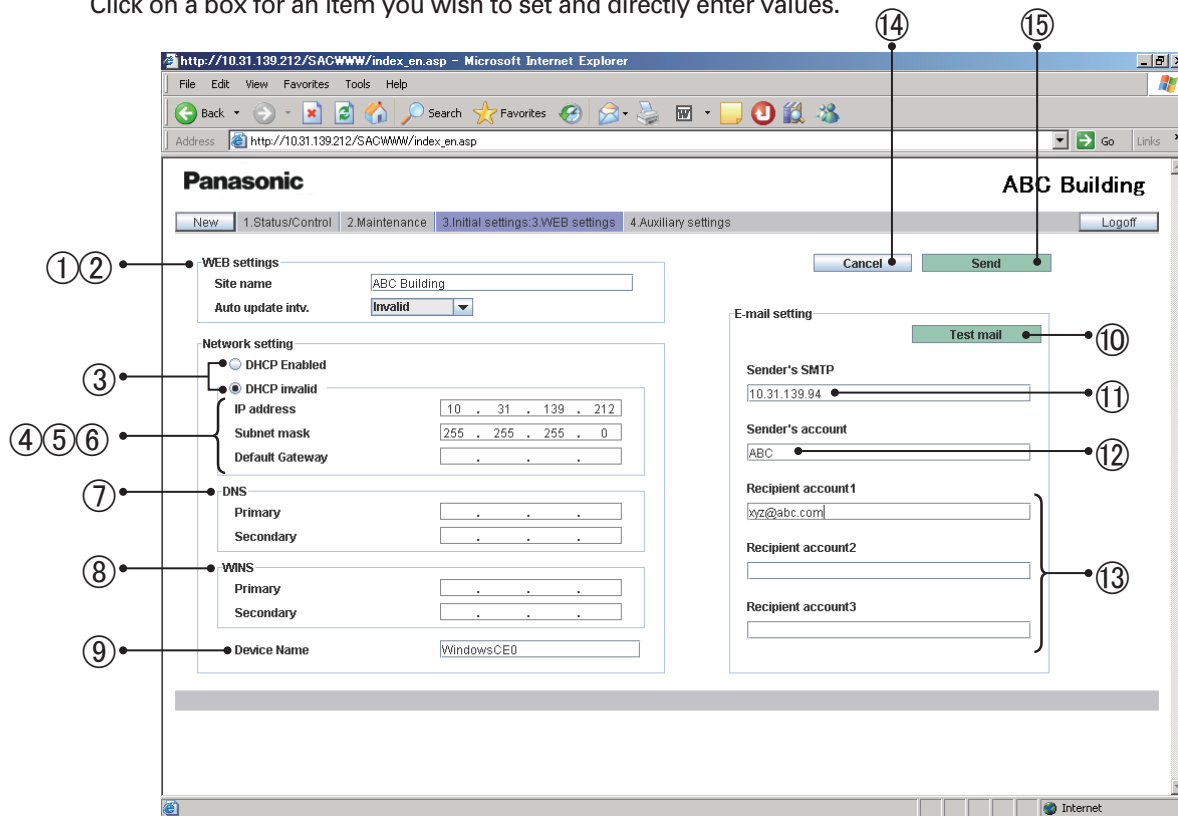 Click on a box for an item you wish to set and directly enter values.
⑭ ⑮
http://10.31.139.212/SACWWW/index_en.asp - Microsoft Internet Explorer
File Edit View Favorites Tools Help
Back Search Favorites
Address http://10.31.139.212/SACWWW/index_en.asp Go Links
Panasonic ABC Building
New 1.Status/Control 2.Maintenance 3.Initial settings:3.WEB settings 4.Auxiliary settings Logoff
①② WEB settings
Cancel Send
Site name ABC Building
Auto update intv. Invalid
E-mail setting
Test mail ⑩
Network setting
③ DHCP Enabled
DHCP invalid
④⑤⑥
IP address 10 . 31 . 139 . 212
Subnet mask 255 . 255 . 255 . 0
Default Gateway . . .
⑦ DNS
Primary . . .
Secondary . . .
⑧ WINS
Primary . . .
Secondary . . .
⑨ Device Name WindowsCE0
Sender's SMTP
10.31.139.94 ⑪
Sender's account
ABC ⑫
Recipient account1
xyz@abc.com
Recipient account2
⑬
Recipient account3
Internet